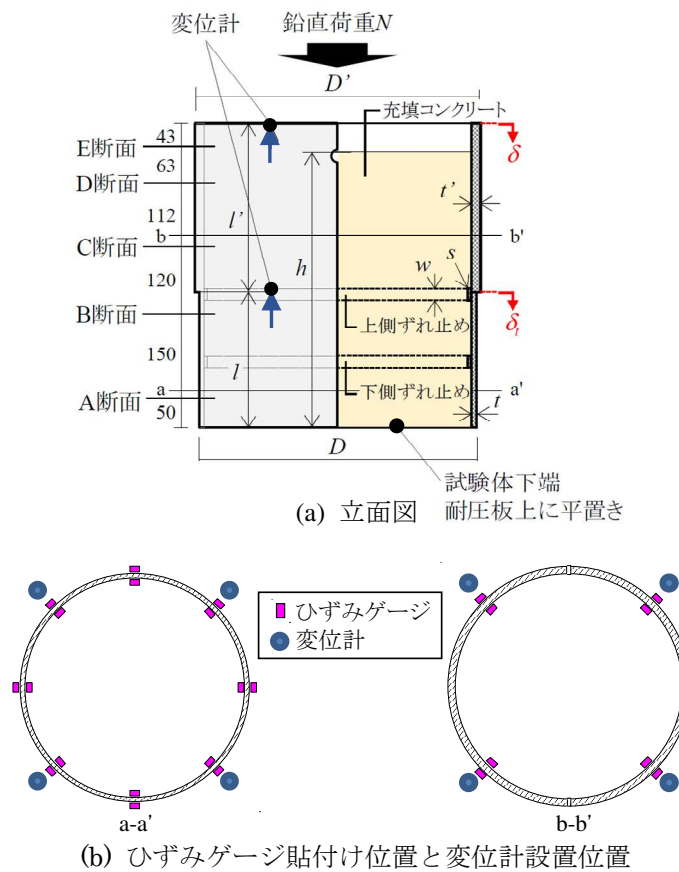 変位計
鉛直荷重N
D'
充填コンクリート
E断面
43
63
D断面
δ
t'
112
l'
b
b'
C断面
h
120
w
s
B断面
上側ずれ止め
δl
150
l
下側ずれ止め
a
a'
A断面
50
t
D
試験体下端
耐圧板上に平置き
(a) 立面図
ひずみゲージ
変位計
a-a'
b-b'
(b) ひずみゲージ貼付け位置と変位計設置位置